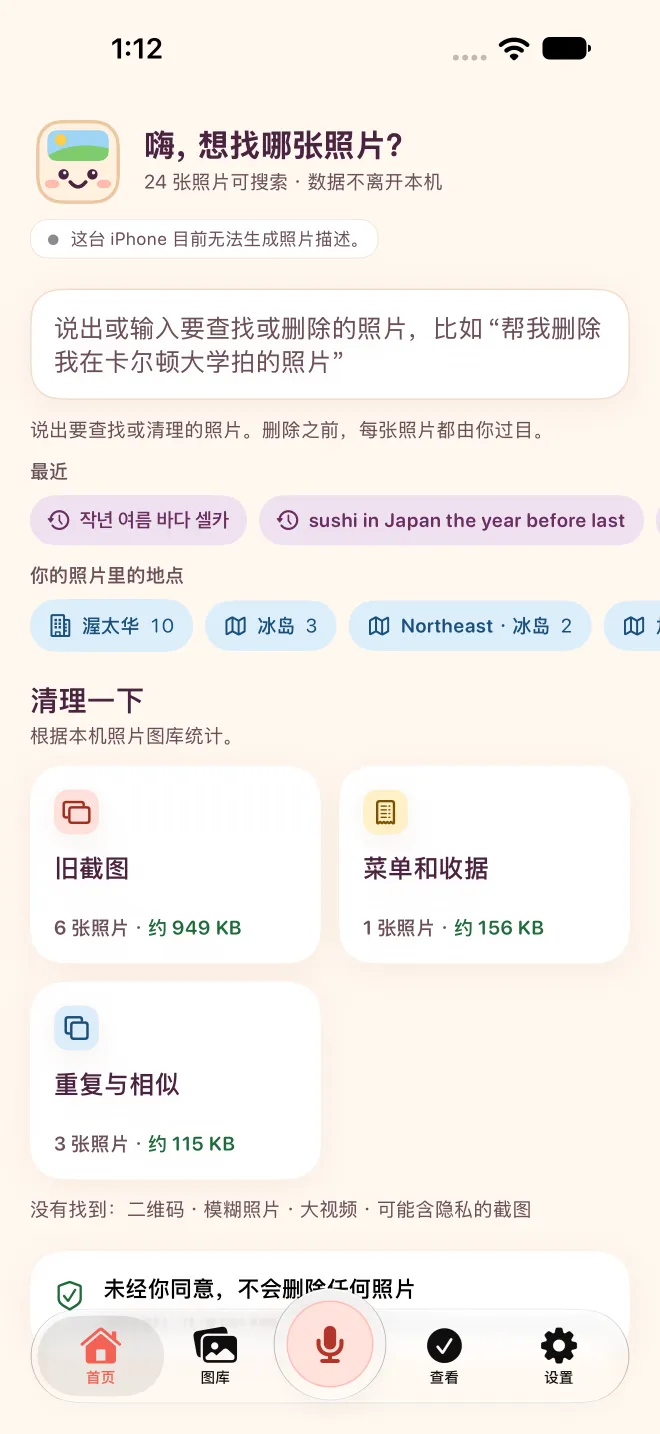 1:12
嗨，想找哪张照片？
24 张照片可搜索 · 数据不离开本机
这台 iPhone 目前无法生成照片描述。
说出或输入要查找或删除的照片，比如 “帮我删除
我在卡尔顿大学拍的照片”
说出要查找或清理的照片。删除之前，每张照片都由你过目。
最近
작년 여름 바다 셀카
sushi in Japan the year before last
你的照片里的地点
渥太华 10
冰岛 3
Northeast · 冰岛 2
清理一下
根据本机照片图库统计。
旧截图
菜单和收据
6 张照片 · 约 949 KB
1 张照片 · 约 156 KB
重复与相似
3 张照片 · 约 115 KB
没有找到：二维码 · 模糊照片 · 大视频 · 可能含隐私的截图
未经你同意，不会删除任何照片
首页
图库
查看
设置